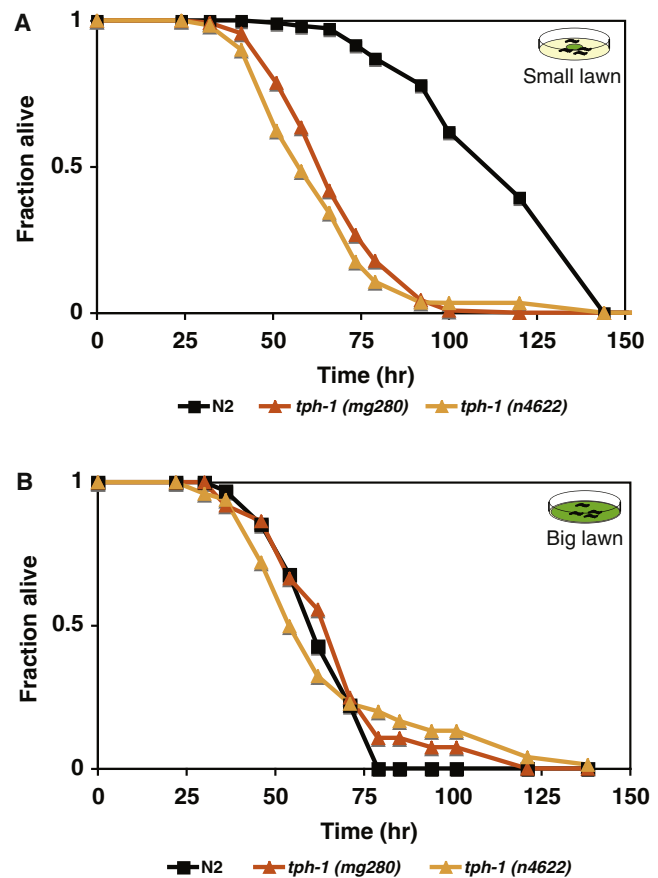 A
Fraction alive
1
0.5
0
Small lawn
0 25 50 75 100 125 150
Time (hr)
N2 tph-1 (mg280) tph-1 (n4622)
B
Fraction alive
1
0.5
0
Big lawn
0 25 50 75 100 125 150
Time (hr)
N2 tph-1 (mg280) tph-1 (n4622)